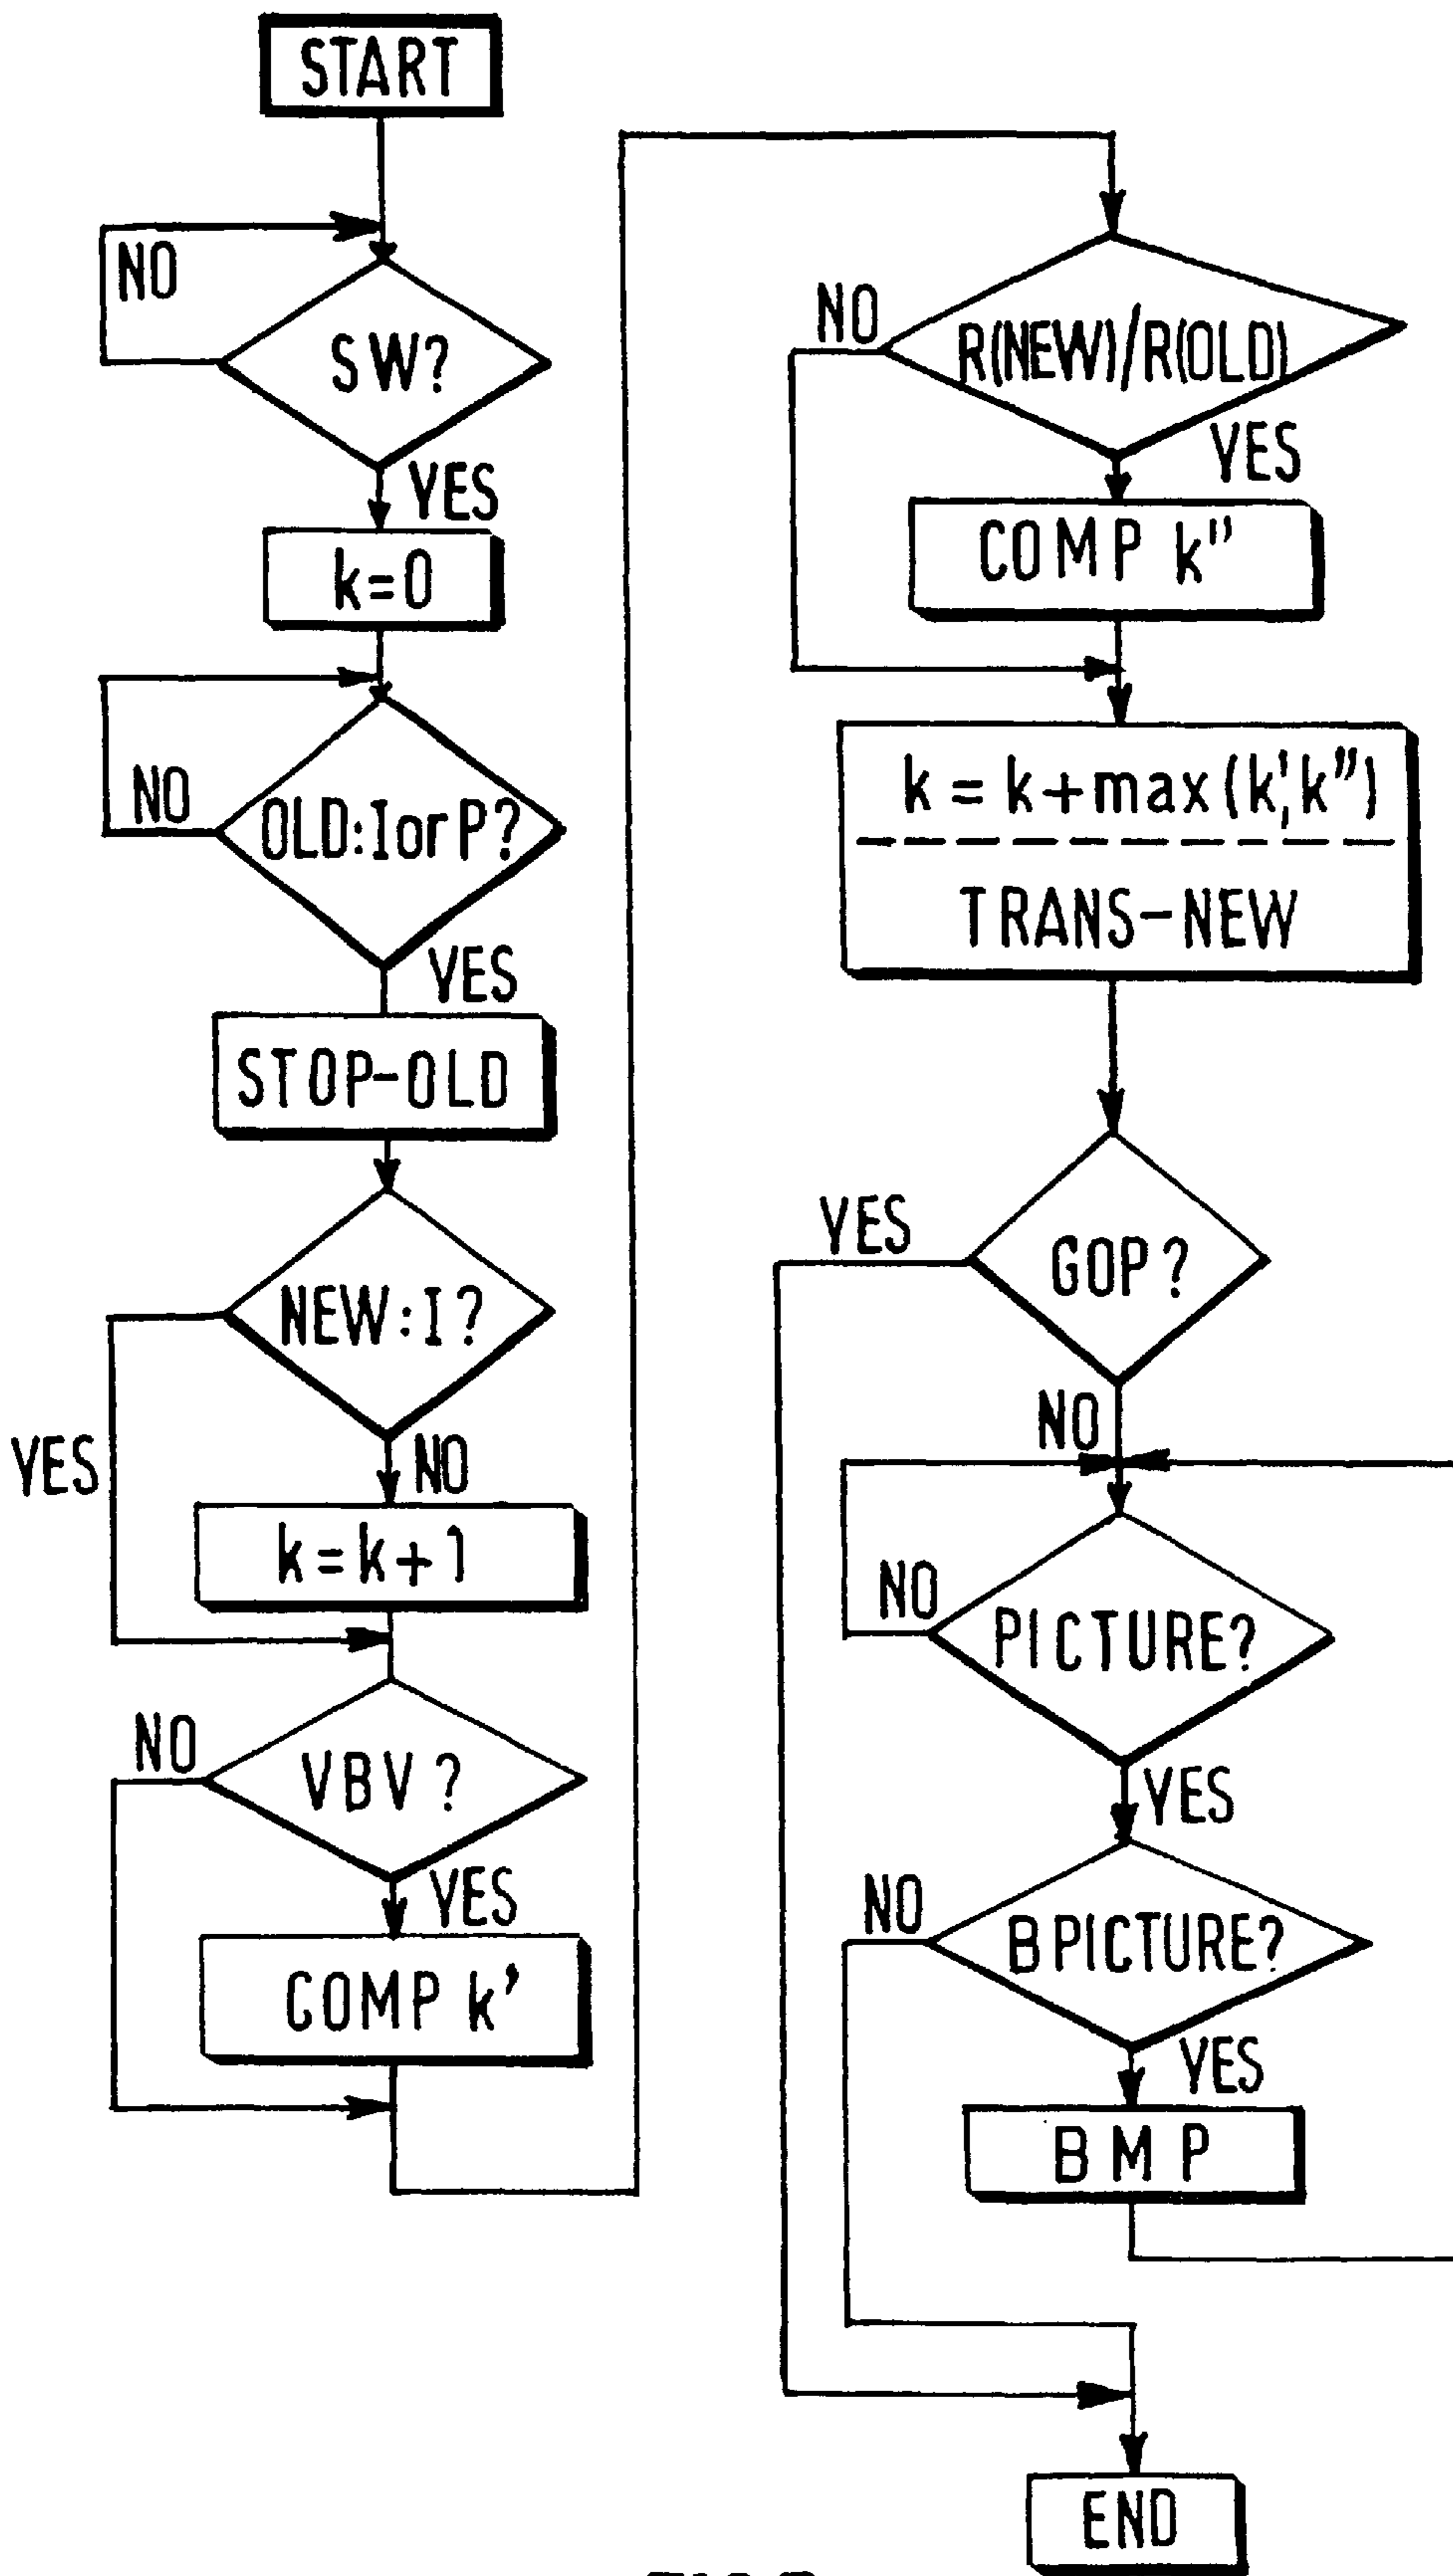 START
NO
SW?
YES
k=0
NO
OLD:I or P?
YES
STOP-OLD
NEW:I?
YES
NO
k=k+1
NO
VBV?
YES
COMP k'
NO
R(NEW)/R(OLD)
YES
COMP k"
k=k+max(k',k")
TRANS-NEW
YES
GOP?
NO
NO
PICTURE?
YES
NO
B PICTURE?
YES
BMP
END